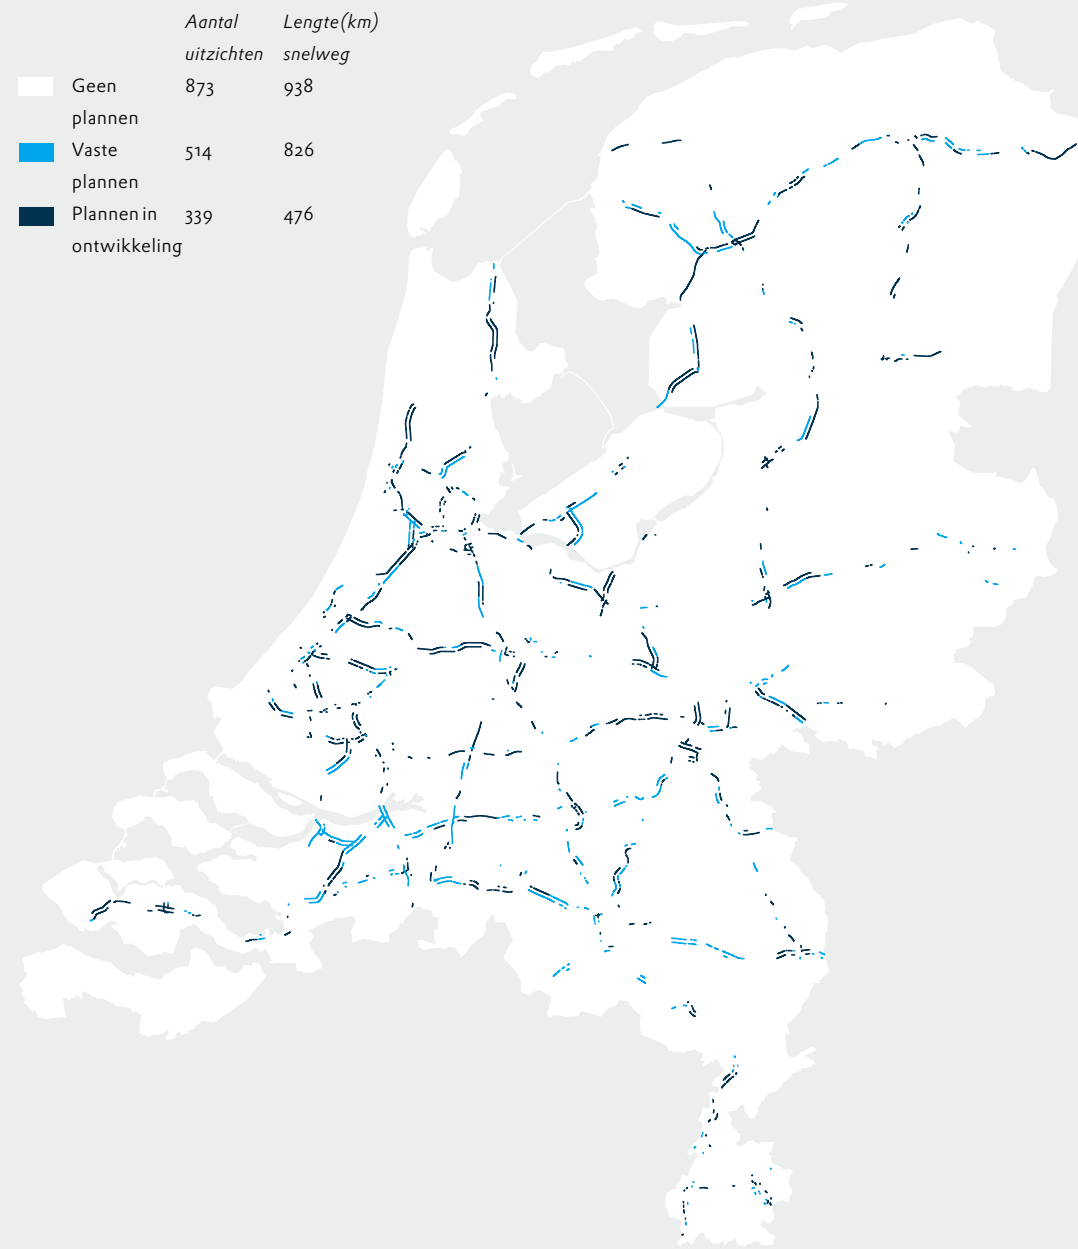 Aantal Lengte(km)
uitzichten snelweg
Geen 873 938
plannen
Vaste 514 826
plannen
Plannen in 339 476
ontwikkeling